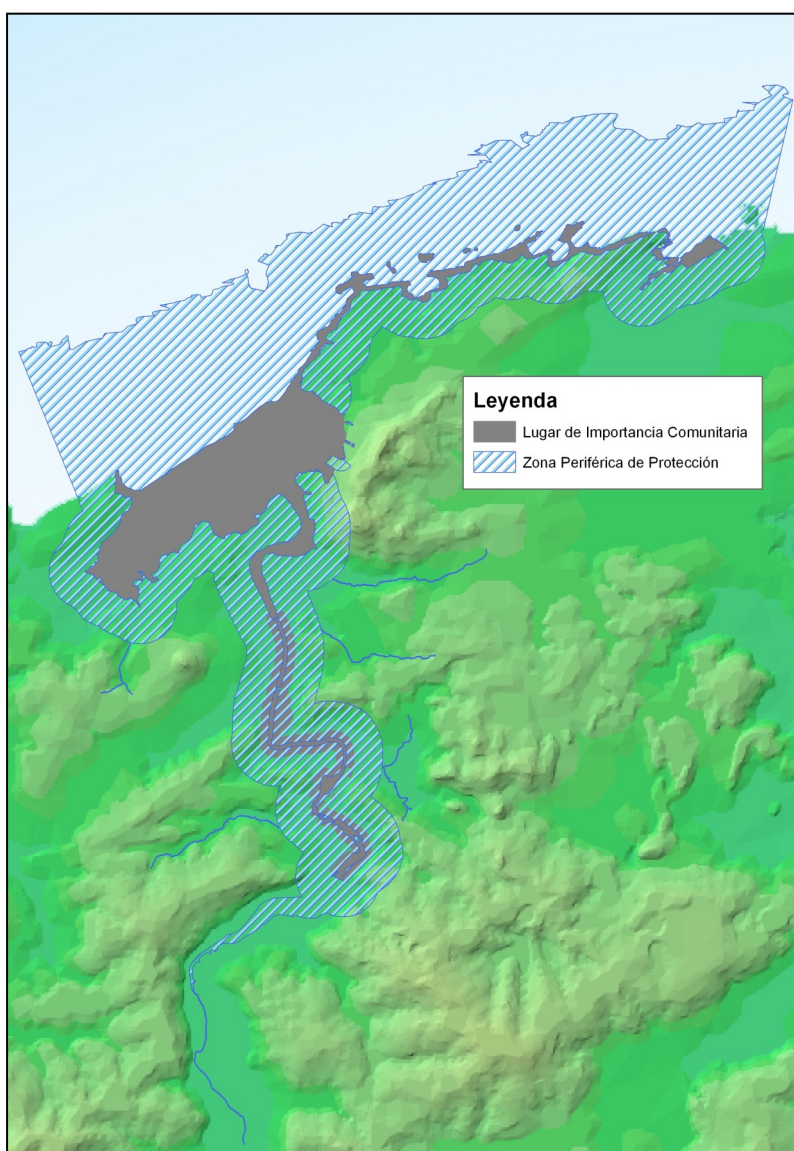 Leyenda
Lugar de Importancia Comunitaria
Zona Periférica de Protección